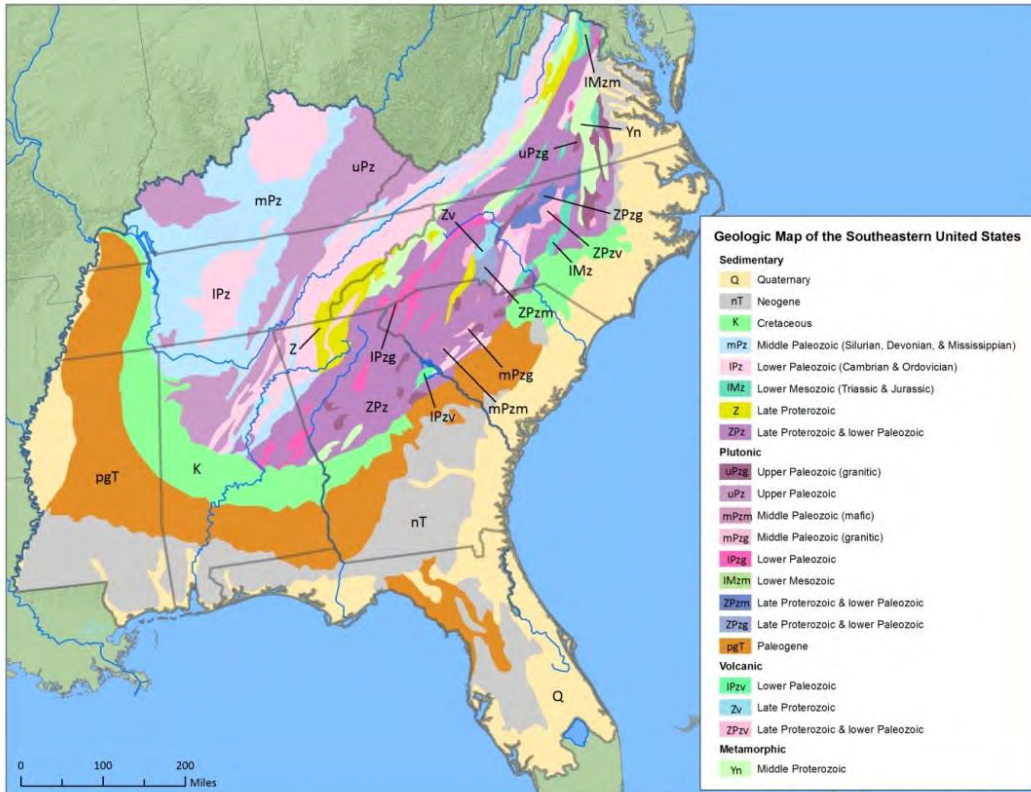 lMzm
Yn
uPzg
uPz
mPz
ZPzg
Zv
ZPzv
lMz
lPz
ZPzm
Z
lPzg
mPzg
ZPz
mPzm
lPzv
K
pgT
nT
Q
0 100 200
Miles
Geologic Map of the Southeastern United States
Sedimentary
Q Quaternary
nT Neogene
K Cretaceous
mPz Middle Paleozoic (Silurian, Devonian, & Mississippian)
lPz Lower Paleozoic (Cambrian & Ordovician)
lMz Lower Mesozoic (Triassic & Jurassic)
Z Late Proterozoic
ZPz Late Proterozoic & lower Paleozoic
Plutonic
uPzg Upper Paleozoic (granitic)
uPz Upper Paleozoic
mPzm Middle Paleozoic (mafic)
mPzg Middle Paleozoic (granitic)
lPzg Lower Paleozoic
lMzm Lower Mesozoic
ZPzm Late Proterozoic & lower Paleozoic
ZPzg Late Proterozoic & lower Paleozoic
pgT Paleogene
Volcanic
lPzv Lower Paleozoic
Zv Late Proterozoic
ZPzv Late Proterozoic & lower Paleozoic
Metamorphic
Yn Middle Proterozoic